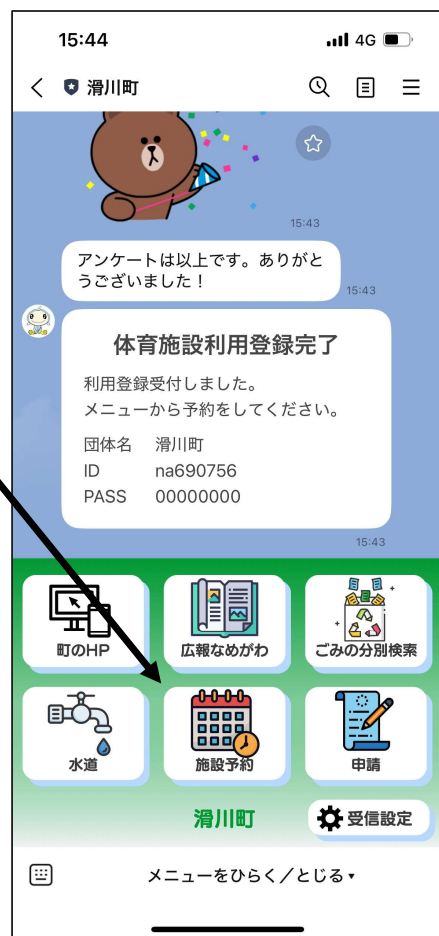 15:44
4G
滑川町
15:43
アンケートは以上です。ありがと
うございました！
15:43
体育施設利用登録完了
利用登録受付しました。
メニューから予約をしてください。
団体名 滑川町
ID na690756
PASS 00000000
15:43
町のHP
広報なめがわ
ごみの分別検索
水道
施設予約
申請
滑川町
受信設定
メニューをひらく／とじる▾